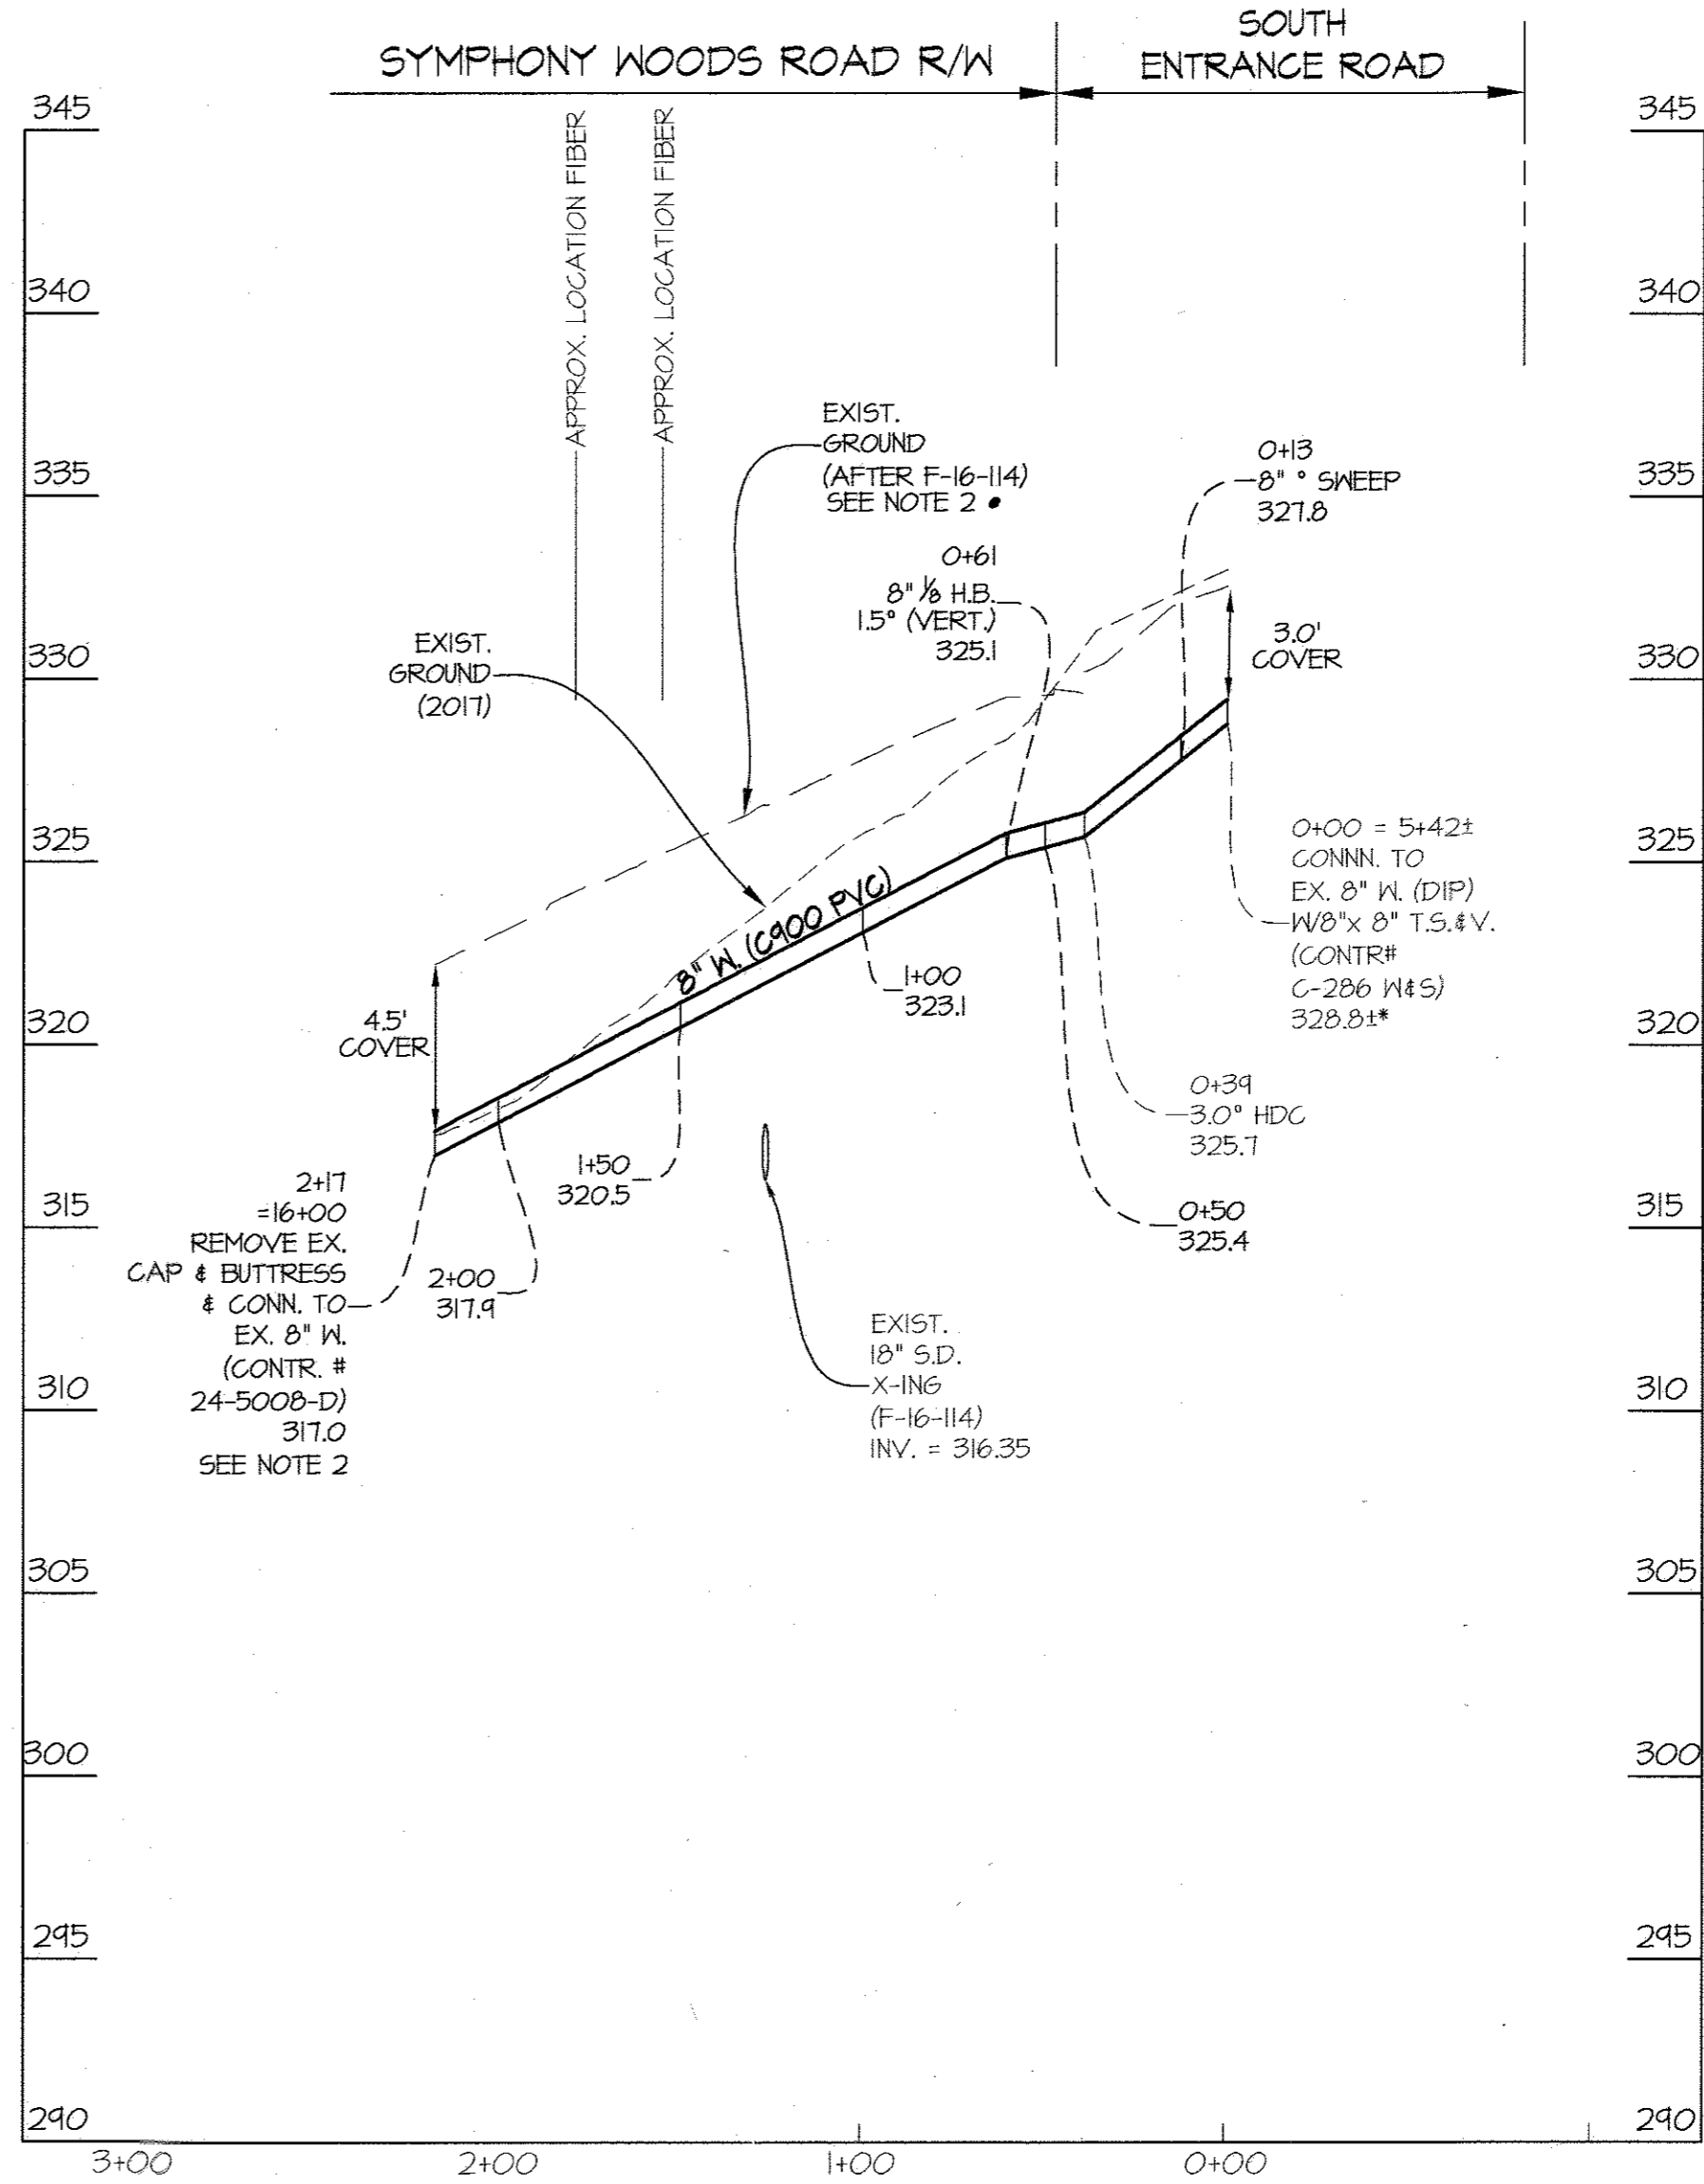 SYMPHONY WOODS ROAD R/W
SOUTH
ENTRANCE ROAD
345
340
335
330
325
320
315
310
305
300
295
290
345
340
335
330
325
320
315
310
305
300
295
290
APPROX. LOCATION FIBER
APPROX. LOCATION FIBER
EXIST.
GROUND
(AFTER F-16-114)
SEE NOTE 2
0+13
8" ° SWEEP
327.8
0+61
8" ⅛ H.B.
1.5° (VERT.)
325.1
EXIST.
GROUND
(2017)
3.0'
COVER
8" W. (C900 PVC)
0+00 = 5+42±
CONNN. TO
EX. 8" W. (DIP)
W/8"x 8" T.S.&V.
(CONTR#
C-286 W&S)
328.8±*
1+00
323.1
4.5'
COVER
0+39
3.0° HDC
325.7
1+50
320.5
0+50
325.4
2+17
=16+00
REMOVE EX.
CAP & BUTTRESS
& CONN. TO
EX. 8" W.
(CONTR. #
24-5008-D)
317.0
SEE NOTE 2
2+00
317.9
EXIST.
18" S.D.
X-ING
(F-16-114)
INV. = 316.35
3+00
2+00
1+00
0+00